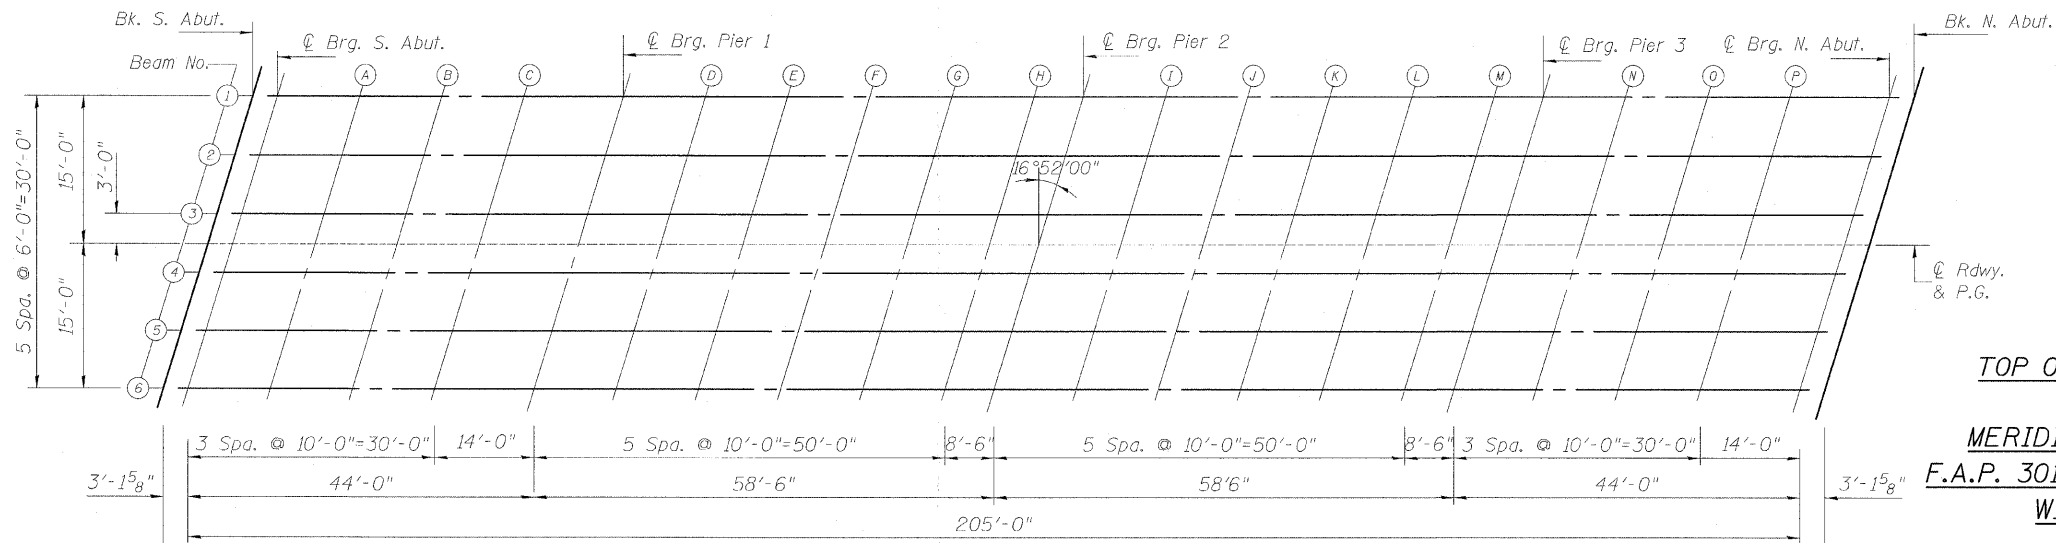 Bk. S. Abut.
Bk. N. Abut.
℄ Brg. S. Abut.
℄ Brg. Pier 1
℄ Brg. Pier 2
℄ Brg. Pier 3
℄ Brg. N. Abut.
Beam No.
A
B
C
D
E
F
G
H
I
J
K
L
M
N
O
P
1
2
3
4
5
6
5 Spa. @ 6'-0"=30'-0"
15'-0"
3'-0"
15'-0"
16°52'00"
℄ Rdwy.
& P.G.
TOP O
MERIDI
F.A.P. 301
W
3 Spa. @ 10'-0"=30'-0"
14'-0"
5 Spa. @ 10'-0"=50'-0"
8'-6"
5 Spa. @ 10'-0"=50'-0"
8'-6"
3 Spa. @ 10'-0"=30'-0"
14'-0"
3'-1⅝"
44'-0"
58'-6"
58'6"
44'-0"
3'-1⅝"
205'-0"